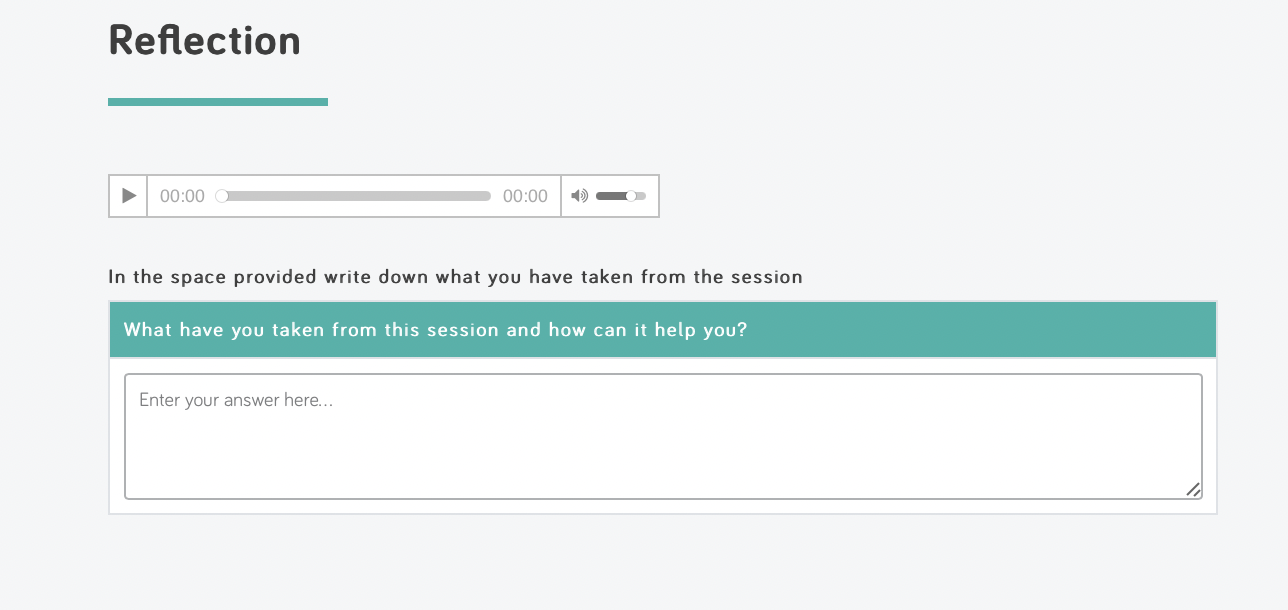 Reflection
00:00 00:00
In the space provided write down what you have taken from the session
What have you taken from this session and how can it help you?
Enter your answer here...